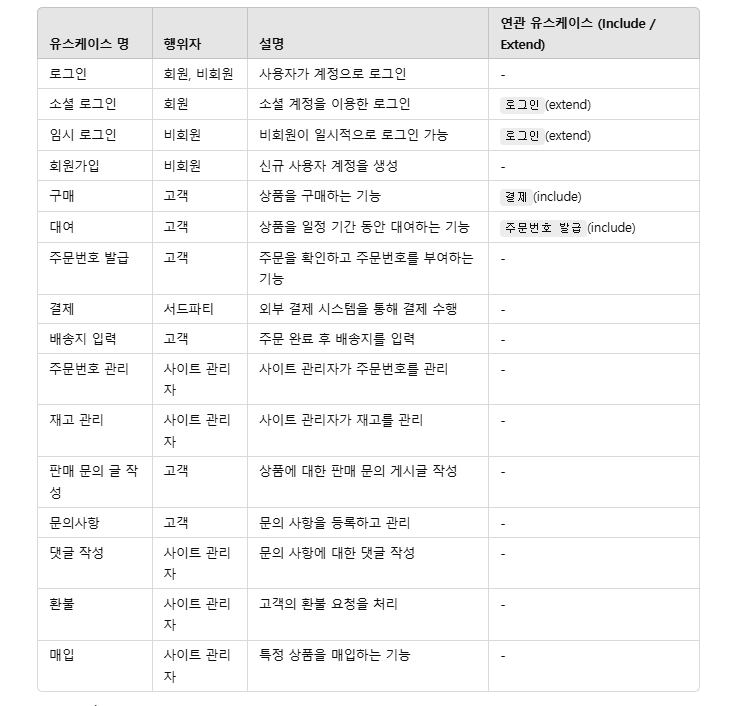 유스케이스 명 행위자 설명 연관 유스케이스 (Include / Extend)
로그인 회원, 비회원 사용자가 계정으로 로그인 -
소셜 로그인 회원 소셜 계정을 이용한 로그인 로그인 (extend)
임시 로그인 비회원 비회원이 일시적으로 로그인 가능 로그인 (extend)
회원가입 비회원 신규 사용자 계정을 생성 -
구매 고객 상품을 구매하는 기능 결제 (include)
대여 고객 상품을 일정 기간 동안 대여하는 기능 주문번호 발급 (include)
주문번호 발급 고객 주문을 확인하고 주문번호를 부여하는 기능 -
결제 서드파티 외부 결제 시스템을 통해 결제 수행 -
배송지 입력 고객 주문 완료 후 배송지를 입력 -
주문번호 관리 사이트 관리자 사이트 관리자가 주문번호를 관리 -
재고 관리 사이트 관리자 사이트 관리자가 재고를 관리 -
판매 문의 글 작성 고객 상품에 대한 판매 문의 게시글 작성 -
문의사항 고객 문의 사항을 등록하고 관리 -
댓글 작성 사이트 관리자 문의 사항에 대한 댓글 작성 -
환불 사이트 관리자 고객의 환불 요청을 처리 -
매입 사이트 관리자 특정 상품을 매입하는 기능 -